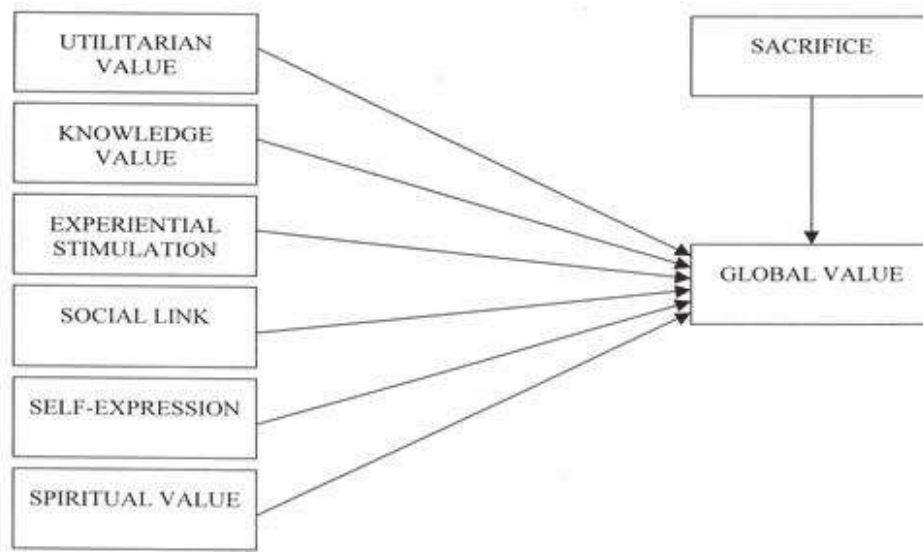 UTILITARIAN
VALUE
KNOWLEDGE
VALUE
EXPERIENTIAL
STIMULATION
SOCIAL LINK
SELF-EXPRESSION
SPIRITUAL VALUE
SACRIFICE
GLOBAL VALUE